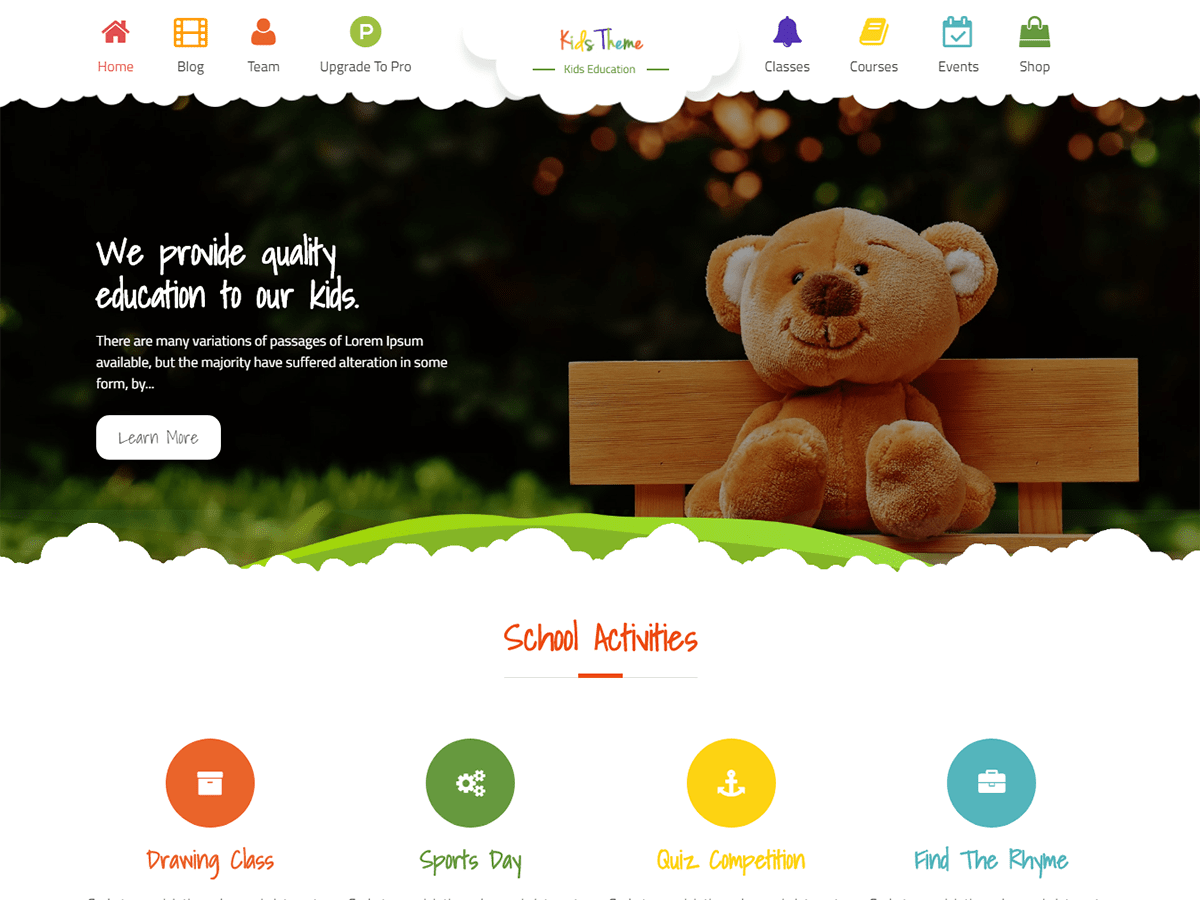 Home
Blog
Team
P
Upgrade To Pro
Kids Theme
Kids Education
Classes
Courses
Events
Shop
We provide quality
education to our kids.
There are many variations of passages of Lorem Ipsum
available, but the majority have suffered alteration in some
form, by...
Learn More
School Activities
Drawing Class
Sports Day
Quiz Competition
Find The Rhyme